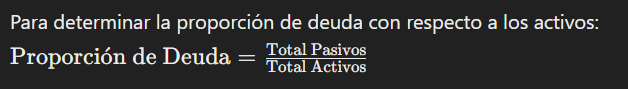 Para determinar la proporción de deuda con respecto a los activos:
Proporción de Deuda = Total Pasivos / Total Activos